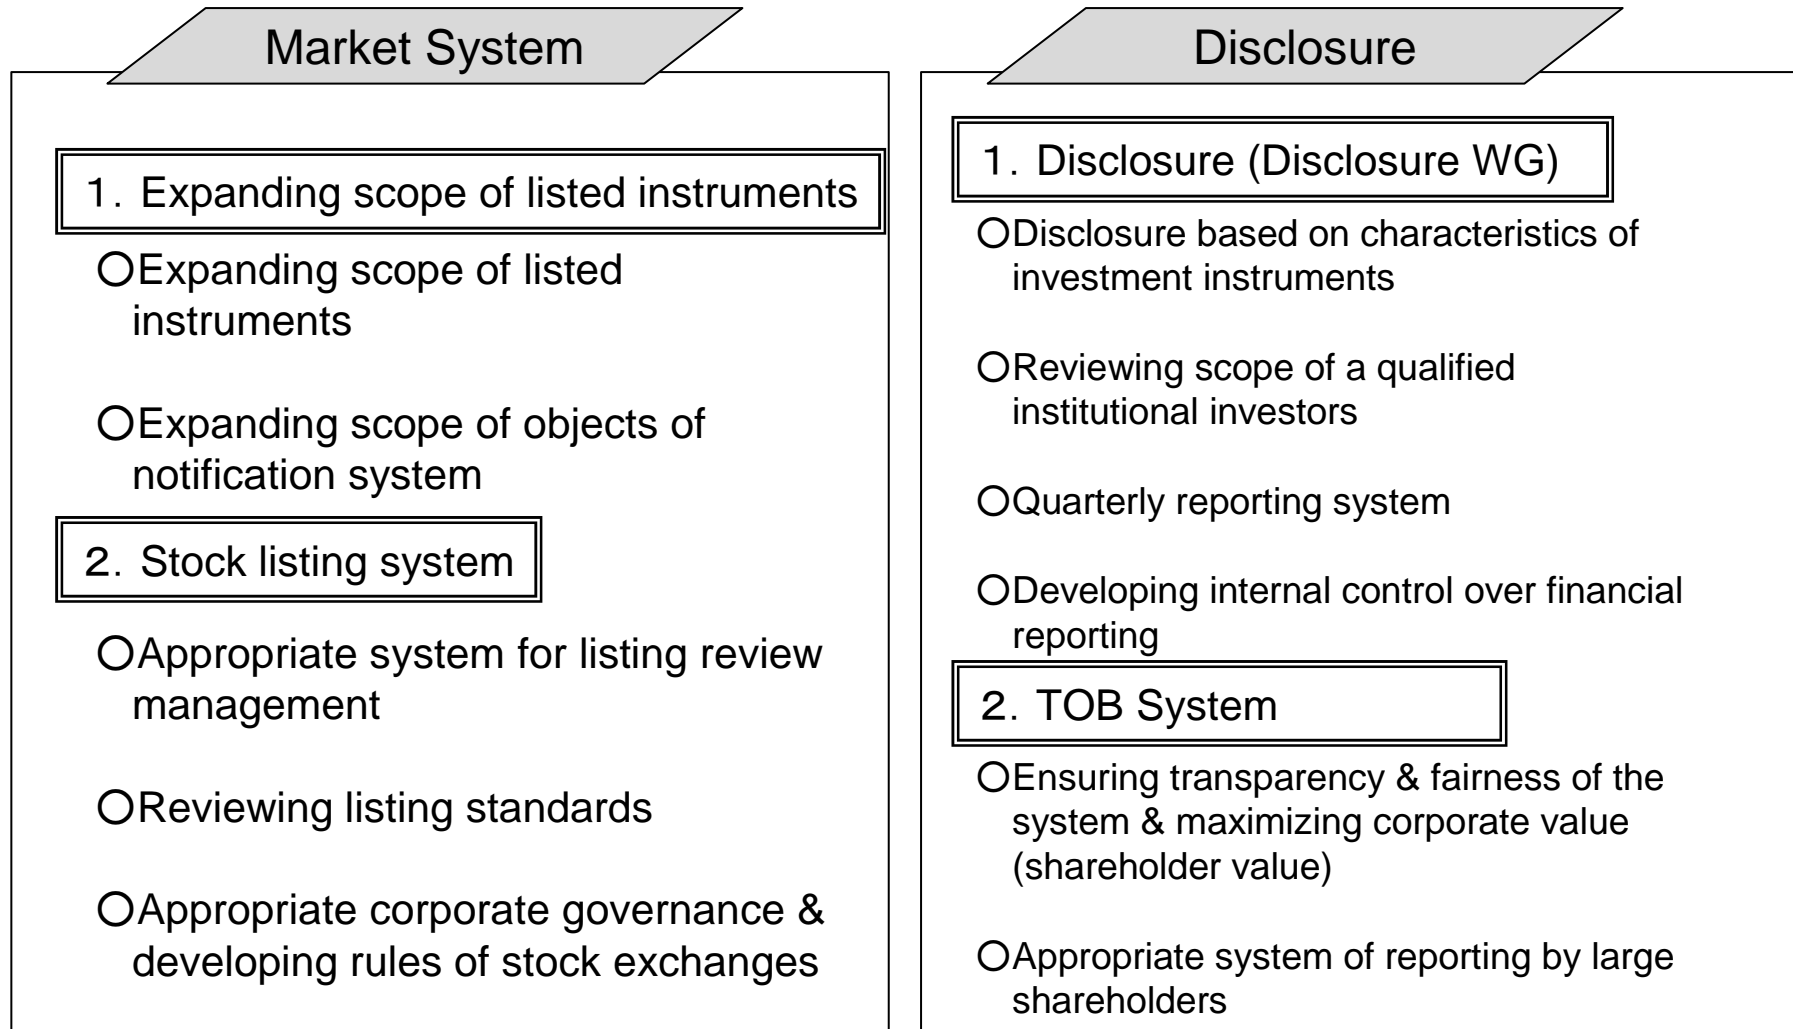 Market System
１．Expanding scope of listed instruments
○Expanding scope of listed
instruments
○Expanding scope of objects of
notification system
２．Stock listing system
○Appropriate system for listing review
management
○Reviewing listing standards
○Appropriate corporate governance &
developing rules of stock exchanges
Disclosure
１．Disclosure (Disclosure WG)
○Disclosure based on characteristics of
investment instruments
○Reviewing scope of a qualified
institutional investors
○Quarterly reporting system
○Developing internal control over financial
reporting
２．TOB System
○Ensuring transparency & fairness of the
system & maximizing corporate value
(shareholder value)
○Appropriate system of reporting by large
shareholders